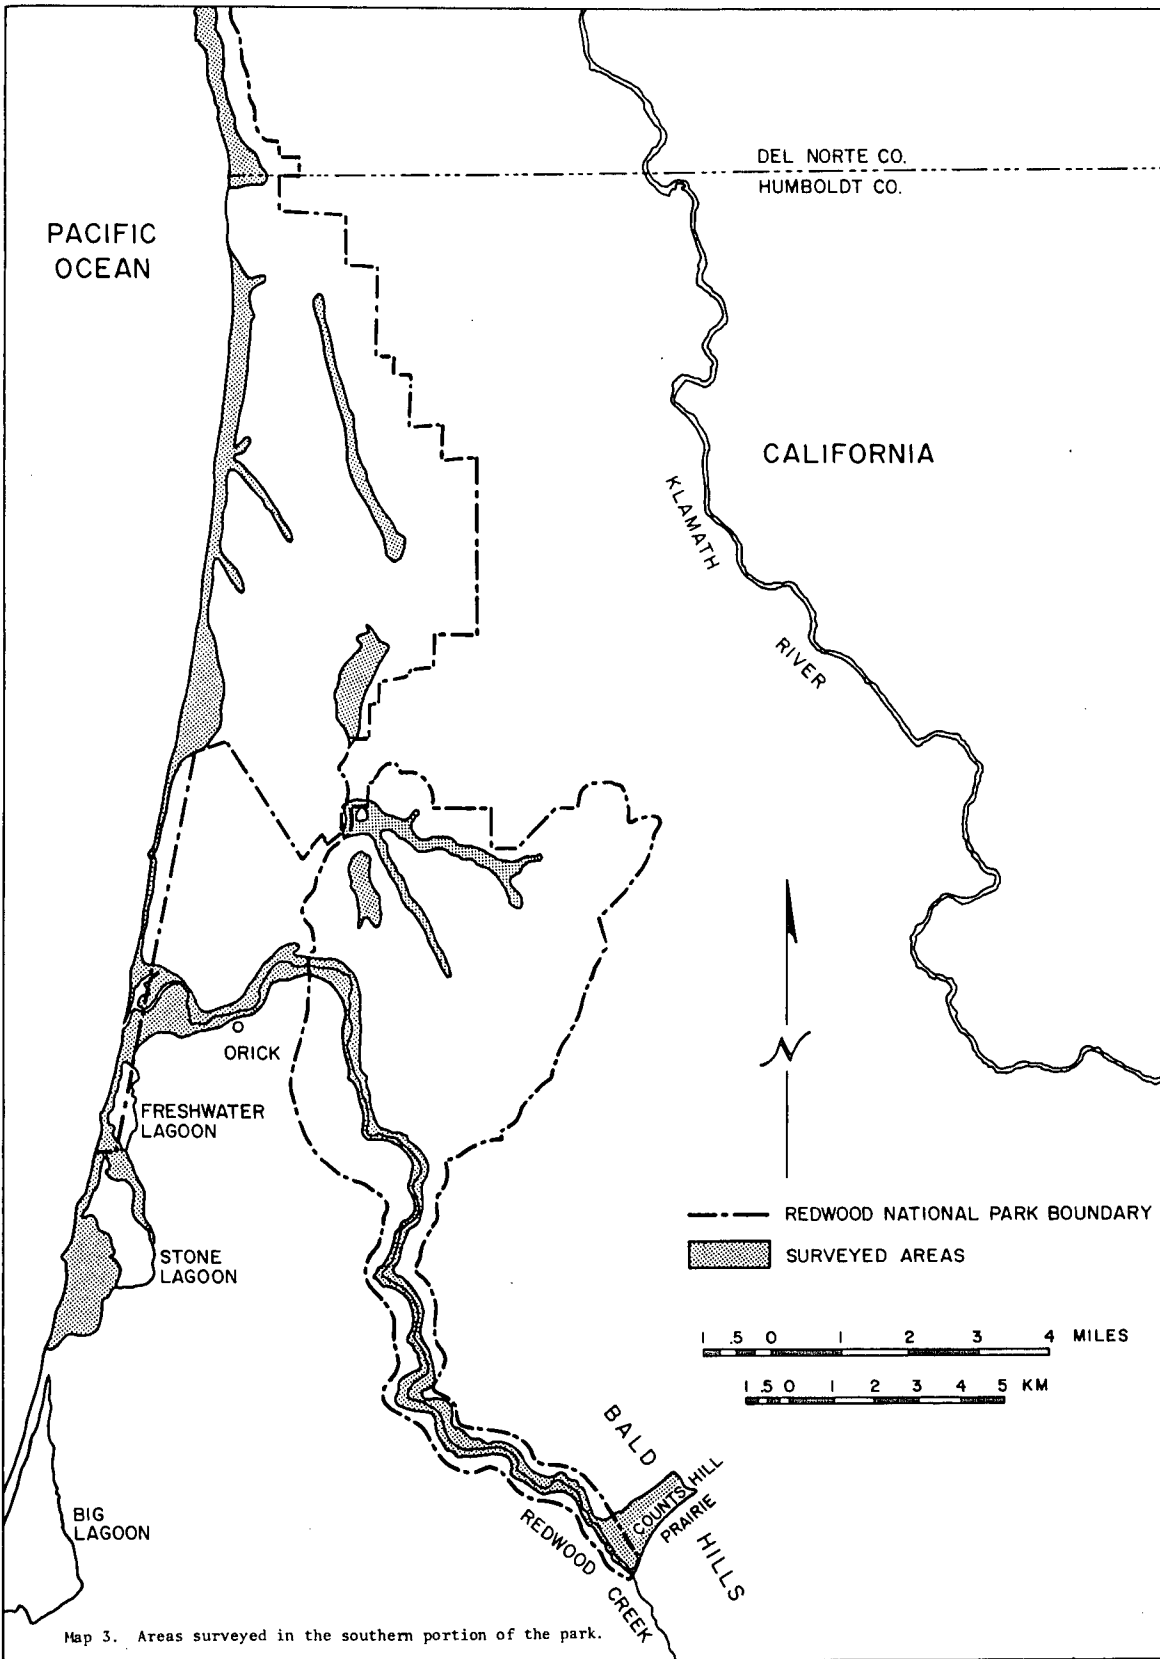 DEL NORTE CO.
HUMBOLDT CO.
PACIFIC
OCEAN
CALIFORNIA
KLAMATH
RIVER
ORICK
N
FRESHWATER
LAGOON
STONE
LAGOON
REDWOOD NATIONAL PARK BOUNDARY
SURVEYED AREAS
1 .5 0 1 2 3 4 MILES
1 .5 0 1 2 3 4 5 KM
BALD
HILLS
COUNTS HILL
PRAIRIE
REDWOOD
CREEK
BIG
LAGOON
Map 3. Areas surveyed in the southern portion of the park.